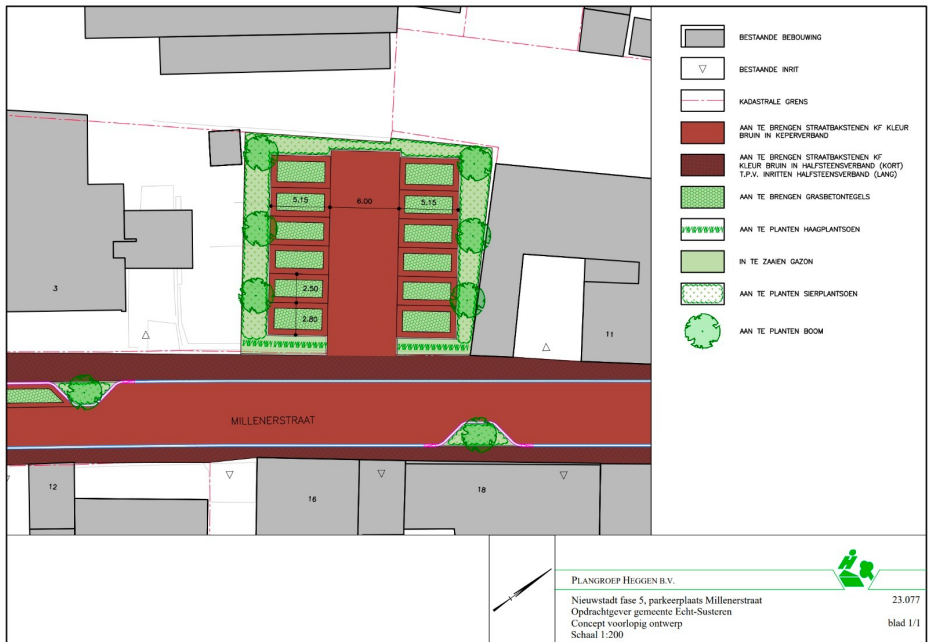 BESTAANDE BEBOUWING
BESTAANDE INRIT
KADASTRALE GRENS
AAN TE BRENGEN STRAATBAKSTENEN KF KLEUR
BRUIN IN KEPERVERBAND
AAN TE BRENGEN STRAATBAKSTENEN KF
KLEUR BRUIN IN HALFSTEENSVERBAND (KORT)
T.P.V. INRITTEN HALFSTEENSVERBAND (LANG)
AAN TE BRENGEN GRASBETONTEGELS
AAN TE PLANTEN HAAGPLANTSOEN
IN TE ZAAIEN GAZON
AAN TE PLANTEN SIERPLANTSOEN
AAN TE PLANTEN BOOM
5.15
6.00
5.15
2.50
2.80
3
11
MILLENERSTRAAT
12
16
18
PLANGROEP HEGGEN B.V.
Nieuwstadt fase 5, parkeerplaats Millenerstraat 23.077
Opdrachtgever gemeente Echt-Susteren
Concept voorlopig ontwerp blad 1/1
Schaal 1:200